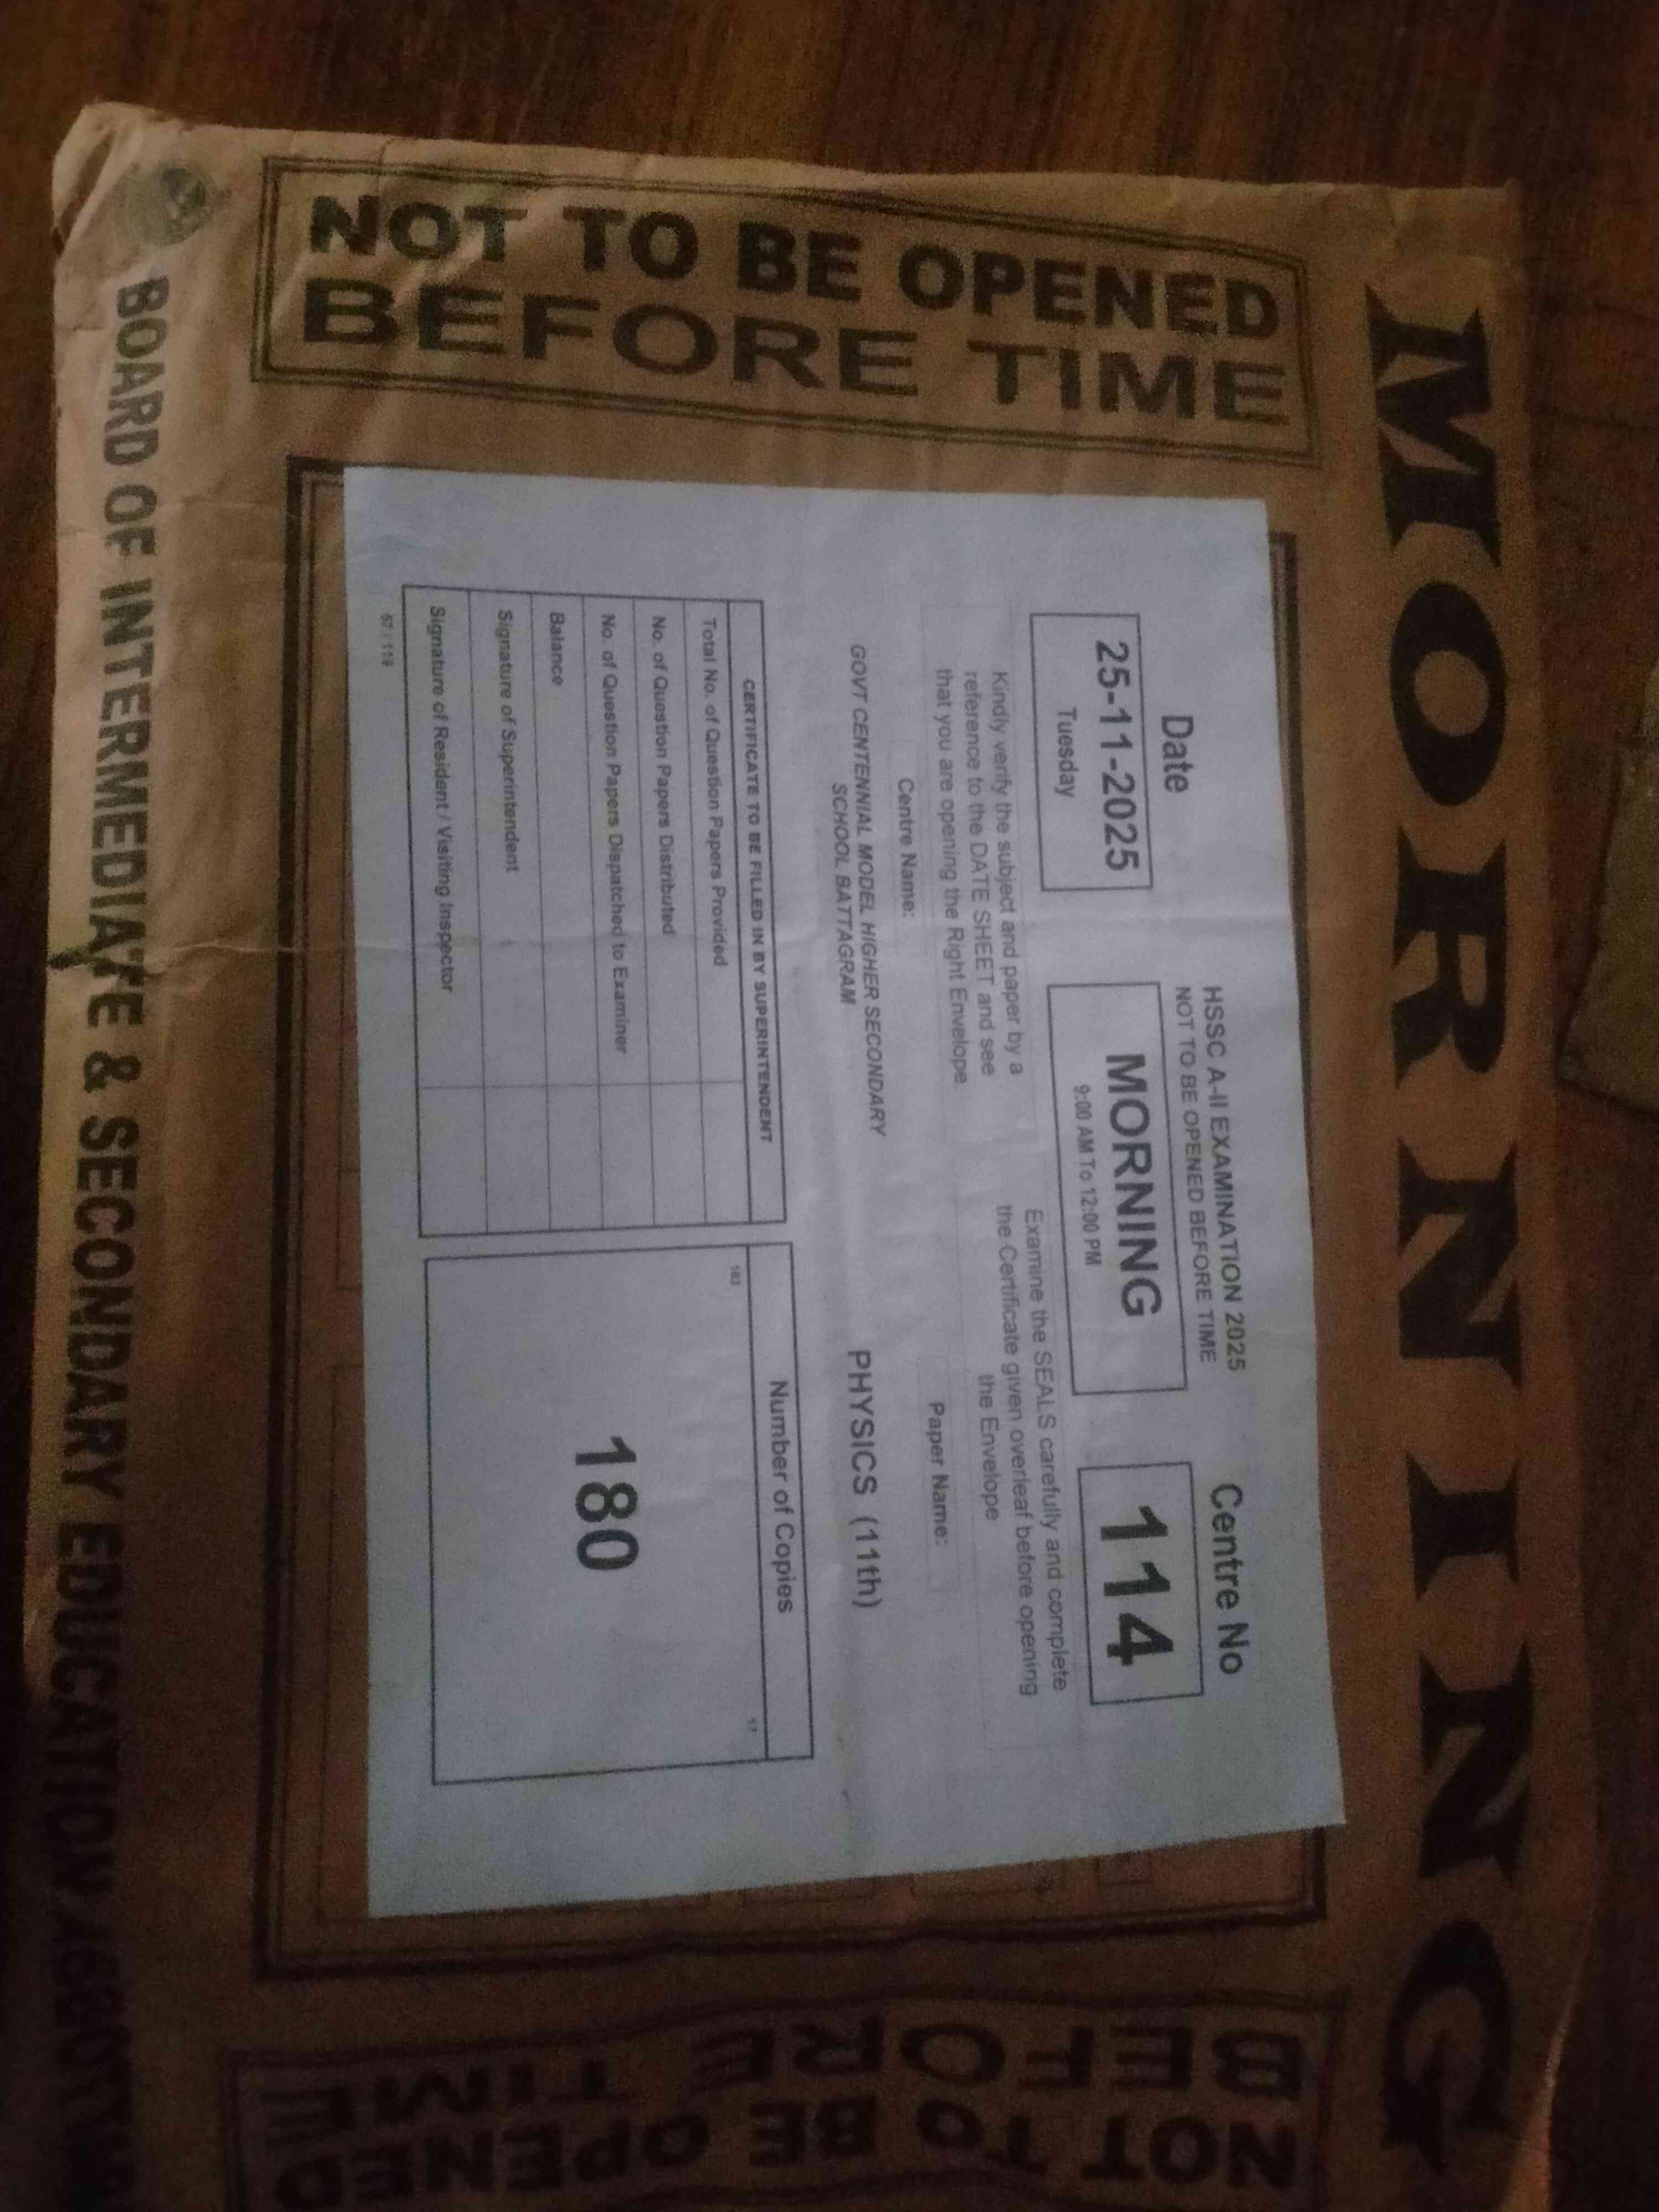 MORNING
NOT TO BE OPENED
BEFORE TIME
HSSC A-II EXAMINATION 2025
NOT TO BE OPENED BEFORE TIME
Date
25-11-2025
Tuesday
MORNING
9:00 AM To 12:00 PM
Centre No
114
Kindly verify the subject and paper by a
reference to the DATE SHEET and see
that you are opening the Right Envelope
Examine the SEALS carefully and complete
the Certificate given overleaf before opening
the Envelope
Centre Name:
GOVT CENTENNIAL MODEL HIGHER SECONDARY
SCHOOL BATTAGRAM
Paper Name:
PHYSICS (11th)
CERTIFICATE TO BE FILLED IN BY SUPERINTENDENT
Total No. of Question Papers Provided
No. of Question Papers Distributed
No. of Question Papers Dispatched to Examiner
Balance
Signature of Superintendent
Signature of Resident / Visiting Inspector
Number of Copies
163
17
180
57 / 119
NOT TO BE OPENED
BEFORE TIME
BOARD OF INTERMEDIATE & SECONDARY EDUCATION